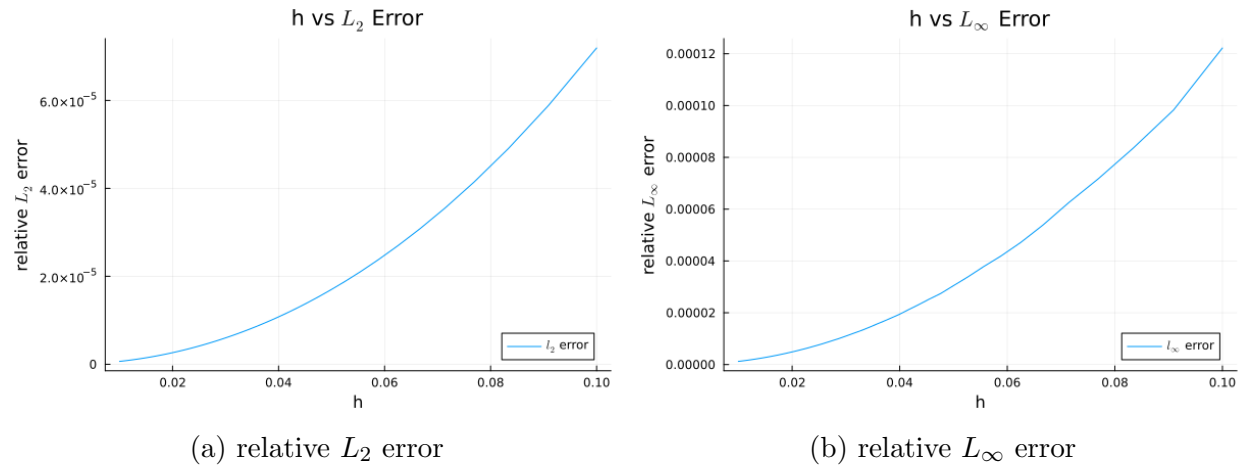 h vs L₂ Error
relative L₂ error
6.0×10⁻⁵
4.0×10⁻⁵
2.0×10⁻⁵
0
0.02 0.04 0.06 0.08 0.10
h
l₂ error
(a) relative L₂ error
h vs L∞ Error
relative L∞ error
0.00012
0.00010
0.00008
0.00006
0.00004
0.00002
0.00000
0.02 0.04 0.06 0.08 0.10
h
l∞ error
(b) relative L∞ error